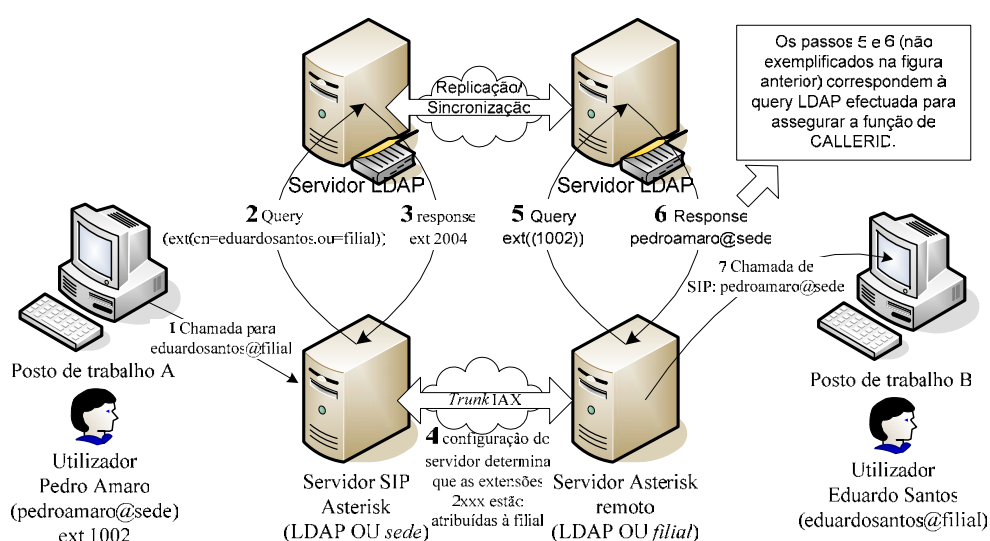 Os passos 5 e 6 (não
exemplificados na figura
anterior) correspondem à
query LDAP efectuada para
assegurar a função de
CALLERID.
Replicação/
Sincronização
Servidor LDAP
Servidor LDAP
2 Query
(ext(cn=eduardosantos,ou=filial))
3 response
ext 2004
5 Query
ext((1002))
6 Response
pedroamaro@sede
7 Chamada de
SIP: pedroamaro@sede
1 Chamada para
eduardosantos@filial
Posto de trabalho A
Utilizador
Pedro Amaro
(pedroamaro@sede)
ext 1002
Trunk IAX
4 configuração do
servidor determina
que as extensões
2xxx estão
atribuídas à filial
Servidor SIP
Asterisk
(LDAP OU sede)
Servidor Asterisk
remoto
(LDAP OU filial)
Posto de trabalho B
Utilizador
Eduardo Santos
(eduardosantos@filial)